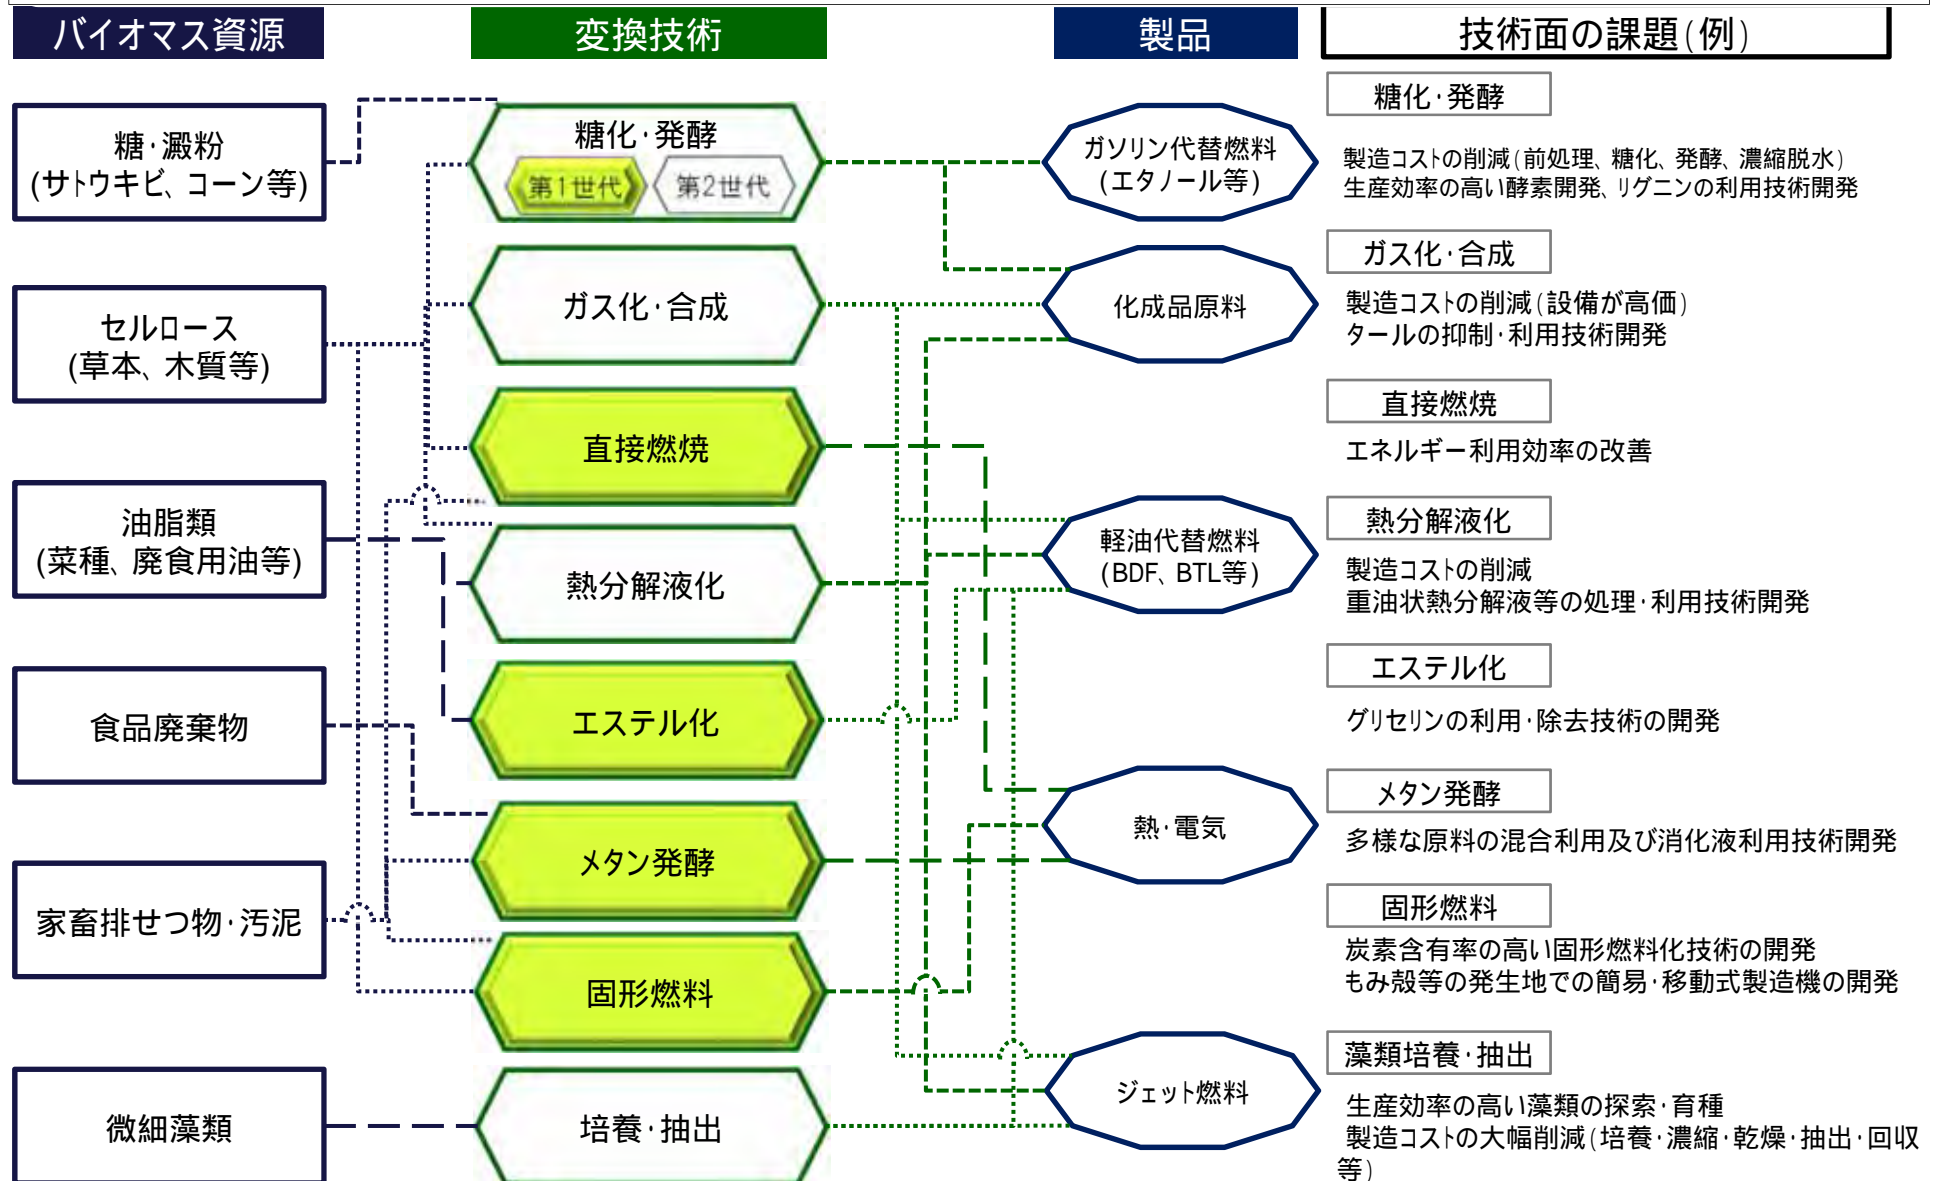 バイオマス資源
変換技術
製品
技術面の課題(例)
糖・澱粉
(サトウキビ、コーン等)
セルロース
(草本、木質等)
油脂類
(菜種、廃食用油等)
食品廃棄物
家畜排せつ物・汚泥
微細藻類
糖化・発酵
第1世代
第2世代
ガス化・合成
直接燃焼
熱分解液化
エステル化
メタン発酵
固形燃料
培養・抽出
ガソリン代替燃料
(エタノール等)
化成品原料
軽油代替燃料
(BDF、BTL等)
熱・電気
ジェット燃料
糖化・発酵
製造コストの削減(前処理、糖化、発酵、濃縮脱水)
生産効率の高い酵素開発、リグニンの利用技術開発
ガス化・合成
製造コストの削減(設備が高価)
タールの抑制・利用技術開発
直接燃焼
エネルギー利用効率の改善
熱分解液化
製造コストの削減
重油状熱分解液等の処理・利用技術開発
エステル化
グリセリンの利用・除去技術の開発
メタン発酵
多様な原料の混合利用及び消化液利用技術開発
固形燃料
炭素含有率の高い固形燃料化技術の開発
もみ殻等の発生地での簡易・移動式製造機の開発
藻類培養・抽出
生産効率の高い藻類の探索・育種
製造コストの大幅削減(培養・濃縮・乾燥・抽出・回収
等)